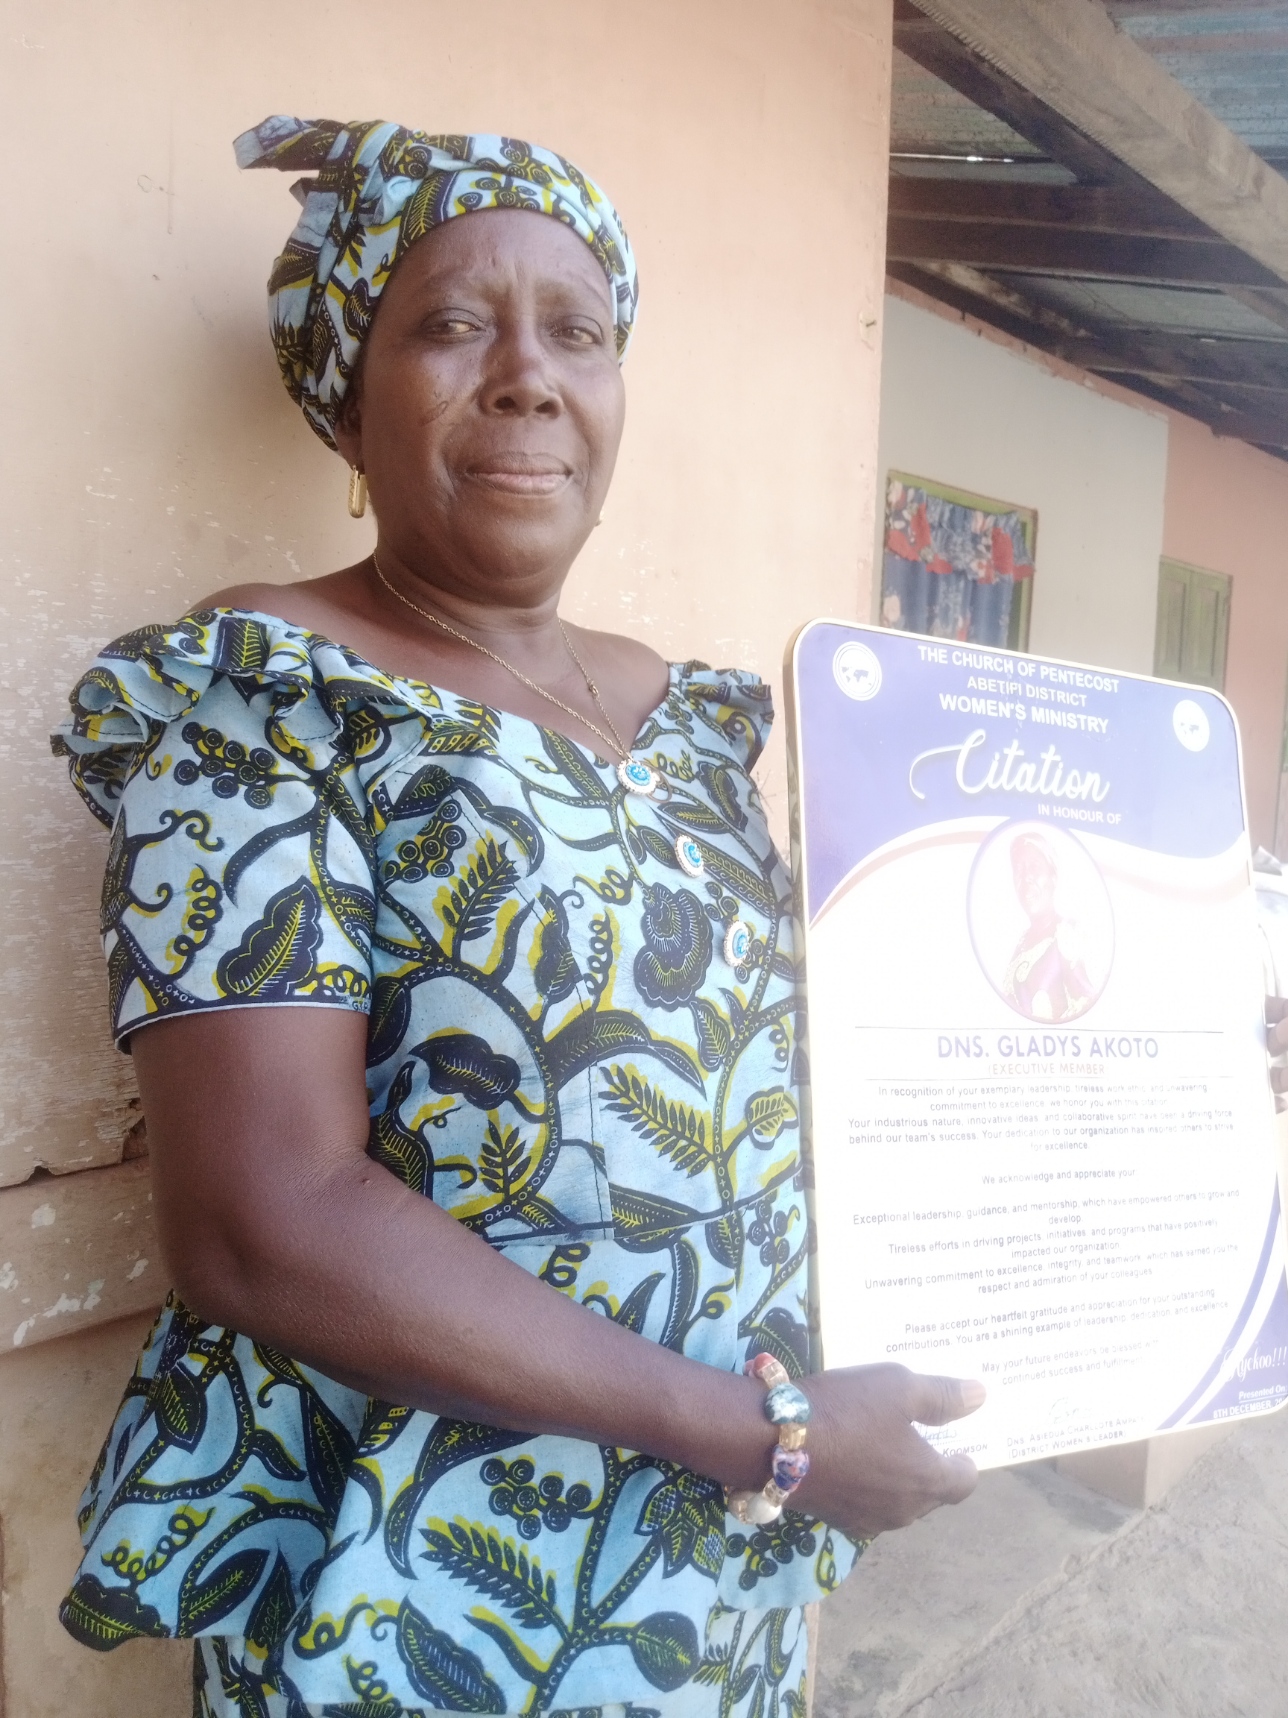 THE CHURCH OF PENTECOST
ABETIFI DISTRICT
WOMEN'S MINISTRY
Citation
IN HONOUR OF
DNS. GLADYS AKOTO
(EXECUTIVE MEMBER)
In recognition of your exemplary leadership, tireless work ethic, and unwavering
commitment to excellence, we honor you with this citation.
Your industrious nature, innovative ideas, and collaborative spirit have been a driving force
behind our team's success. Your dedication to our organization has inspired others to strive
for excellence.
We acknowledge and appreciate your:
Exceptional leadership, guidance, and mentorship, which have empowered others to grow and
develop.
Tireless efforts in driving projects, initiatives, and programs that have positively
impacted our organization.
Unwavering commitment to excellence, integrity, and teamwork, which has earned you the
respect and admiration of your colleagues.
Please accept our heartfelt gratitude and appreciation for your outstanding
contributions. You are a shining example of leadership, dedication, and excellence.
May your future endeavors be blessed with
continued success and fulfilment.
Ayekoo!!!
Presented On
8TH DECEMBER,
KOOMSON
DNS. ABIEDUA CHARLLOTE
(DISTRICT WOMEN'S LEADER)